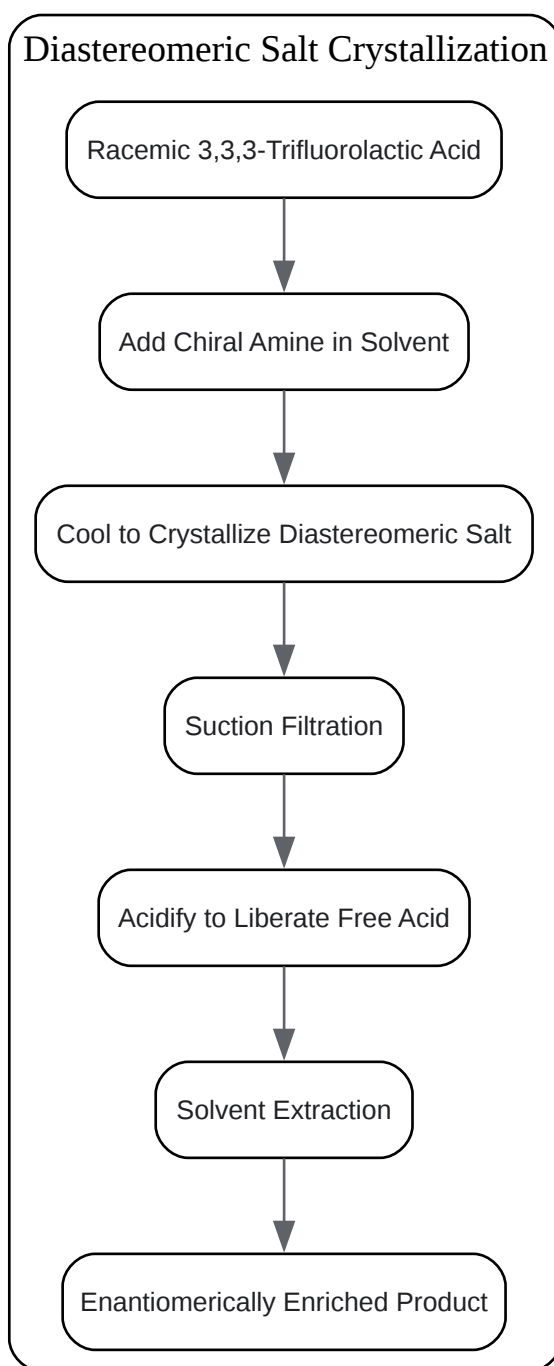 Diastereomeric Salt Crystallization
Racemic 3,3,3-Trifluorolactic Acid
Add Chiral Amine in Solvent
Cool to Crystallize Diastereomeric Salt
Suction Filtration
Acidify to Liberate Free Acid
Solvent Extraction
Enantiomerically Enriched Product